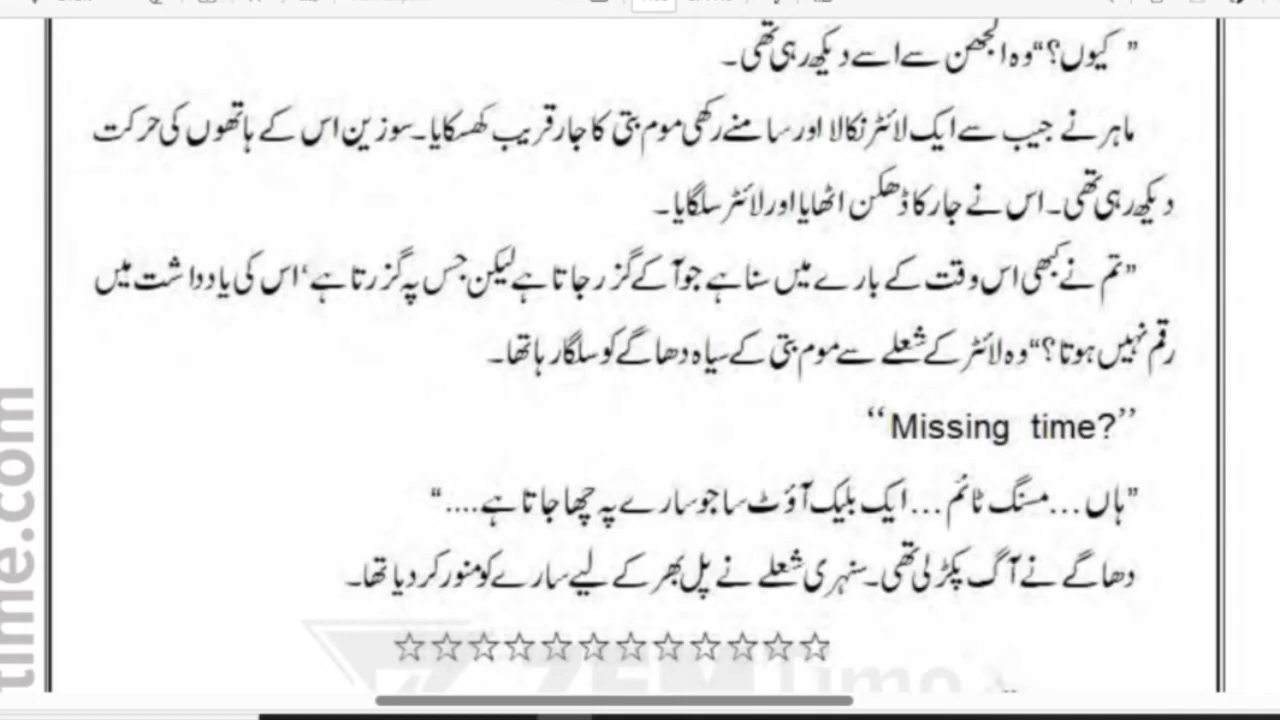 ” کیوں؟“ وہ الجھن سے اسے دیکھ رہی تھی۔
ماہر نے جیب سے ایک لائٹر نکالا اور سامنے رکھی موم بتی کا جار قریب کھسکایا۔ سوزین اس کے ہاتھوں کی حرکت
دیکھ رہی تھی۔ اس نے جار کا ڈھکن اٹھایا اور لائٹر سلگایا۔
”تم نے کبھی اس وقت کے بارے میں سنا ہے جو آ کے گزر جاتا ہے لیکن جس پہ گزرتا ہے‘ اس کی یادداشت میں
رقم نہیں ہوتا؟“ وہ لائٹر کے شعلے سے موم بتی کے سیاہ دھاگے کو سلگا رہا تھا۔
‘‘Missing time?’’
”ہاں...مسنگ ٹائم...ایک بلیک آؤٹ سا جو سارے پہ چھا جاتا ہے....“
دھاگے نے آگ پکڑ لی تھی۔ سنہری شعلے نے پل بھر کے لیے سارے کو منور کر دیا تھا۔
☆☆☆☆☆☆☆☆☆☆☆☆
time.com
ZEM Time